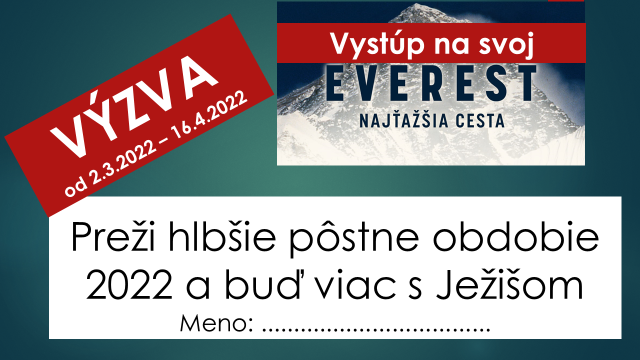 VÝZVA
od 2.3.2022 – 16.4.2022
Vystúp na svoj
EVEREST
NAJŤAŽŠIA CESTA
Preži hlbšie pôstne obdobie
2022 a buď viac s Ježišom
Meno: ...................................